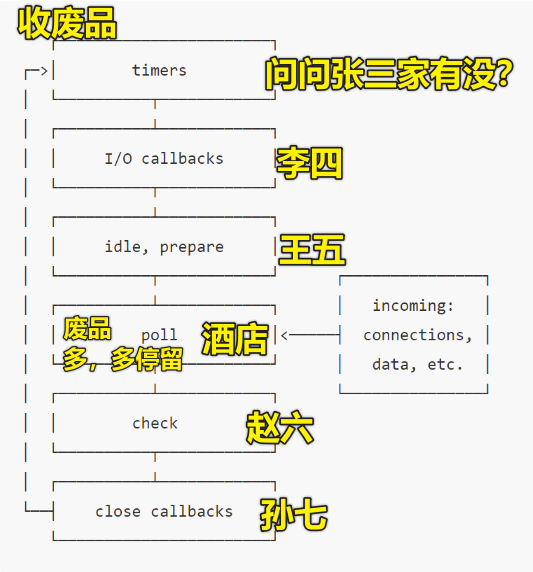 收废品
timers
问问张三家有没?
I/O callbacks
李四
idle, prepare
王五
incoming:
废品
poll
酒店
connections,
多，多停留
data, etc.
check
赵六
close callbacks
孙七